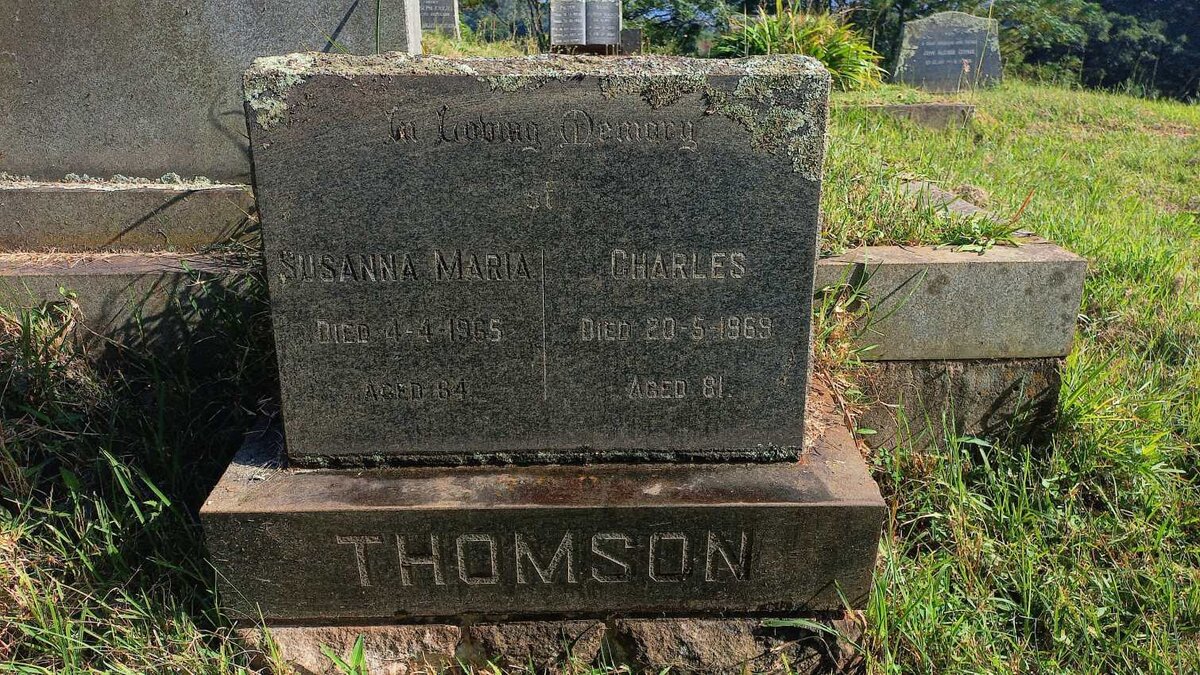 In Loving Memory
of
SUSANNA MARIA
DIED 4-4-1965
AGED 84
CHARLES
DIED 20-5-1969
AGED 81.
THOMSON